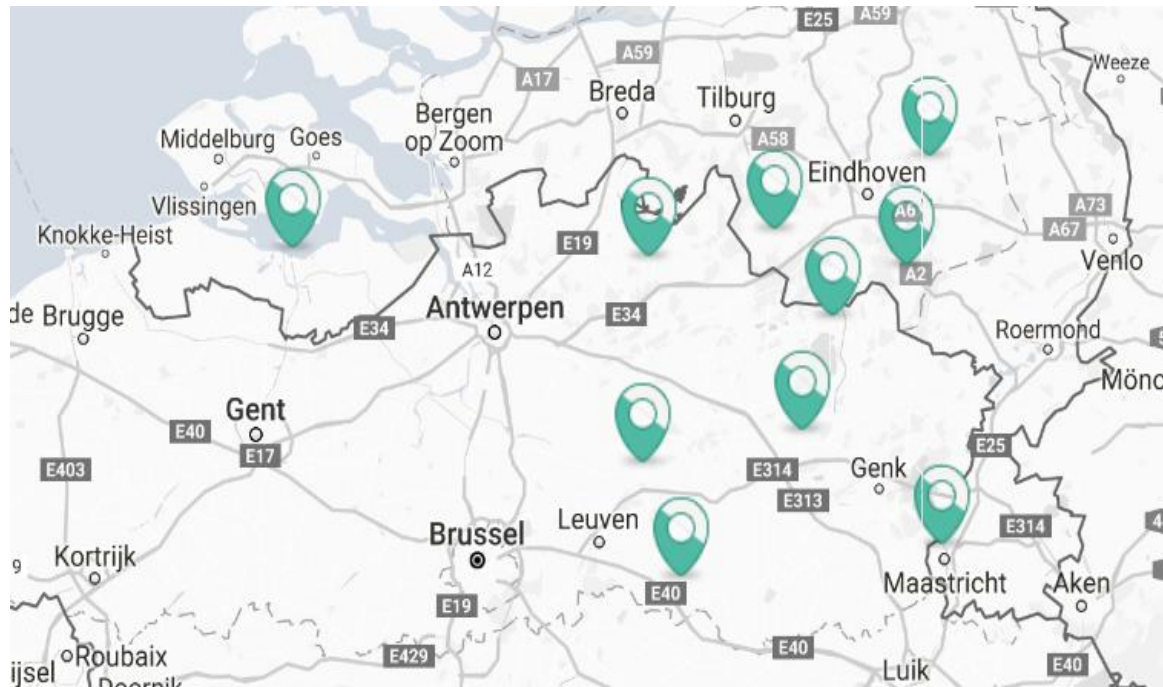 E25
A59
A59
A17
Weeze
Breda
Tilburg
Bergen
op Zoom
Middelburg
Goes
A58
Eindhoven
Vlissingen
A6
A73
A67
Knokke-Heist
E19
Venlo
A12
A2
de Brugge
Antwerpen
E34
E34
Roermond
Mönc
Gent
E40
E17
E25
E403
E314
Genk
E313
Leuven
E314
Brussel
Kortrijk
9
Maastricht
Aken
E40
E19
E40
E429
E40
Roubaix
ijsel
Luik